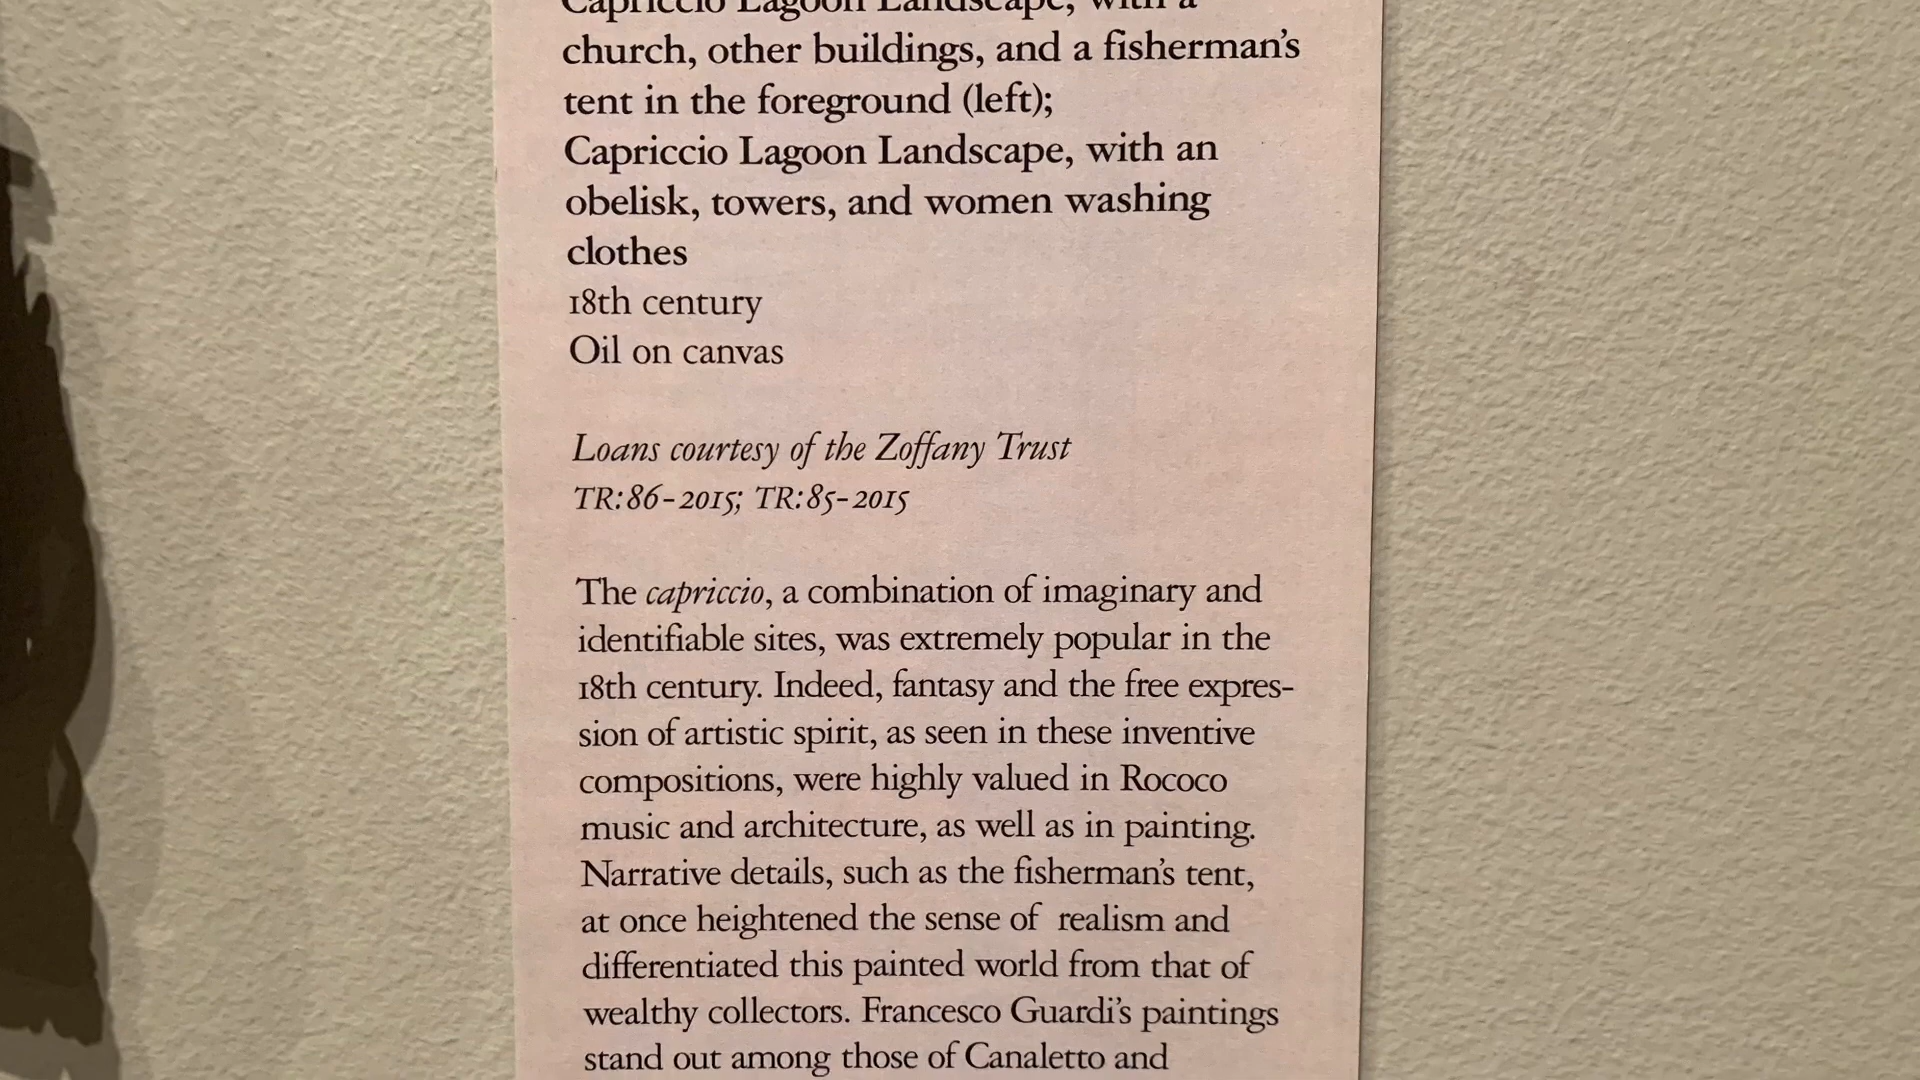 Capriccio Lagoon Landscape, with a
church, other buildings, and a fisherman's
tent in the foreground (left);
Capriccio Lagoon Landscape, with an
obelisk, towers, and women washing
clothes
18th century
Oil on canvas
Loans courtesy of the Zoffany Trust
TR:86-2015; TR:85-2015
The capriccio, a combination of imaginary and
identifiable sites, was extremely popular in the
18th century. Indeed, fantasy and the free expres-
sion of artistic spirit, as seen in these inventive
compositions, were highly valued in Rococo
music and architecture, as well as in painting.
Narrative details, such as the fisherman's tent,
at once heightened the sense of realism and
differentiated this painted world from that of
wealthy collectors. Francesco Guardi's paintings
stand out among those of Canaletto and